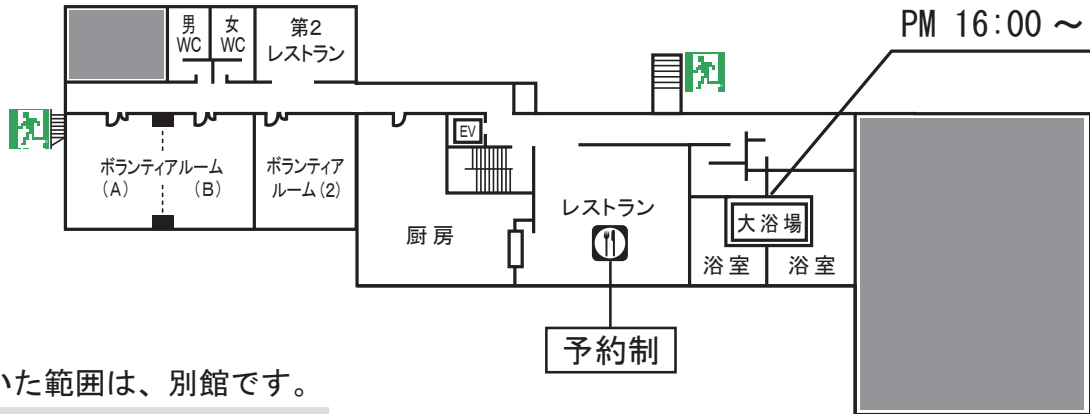 PM 16:00 ～
男
WC
女
WC
第2
レストラン
EV
ボランティアルーム
(A)
(B)
ボランティア
ルーム(2)
厨房
レストラン
大浴場
浴室
浴室
予約制
いた範囲は、別館です。